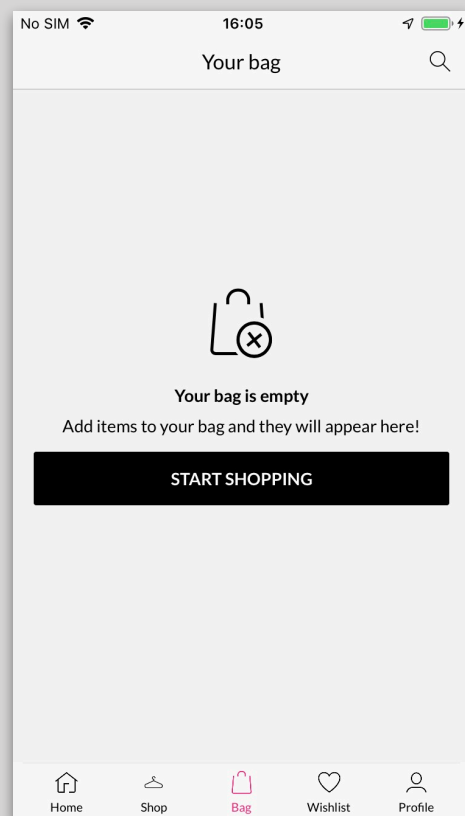 No SIM 16:05
Your bag
Your bag is empty
Add items to your bag and they will appear here!
START SHOPPING
Home Shop Bag Wishlist Profile